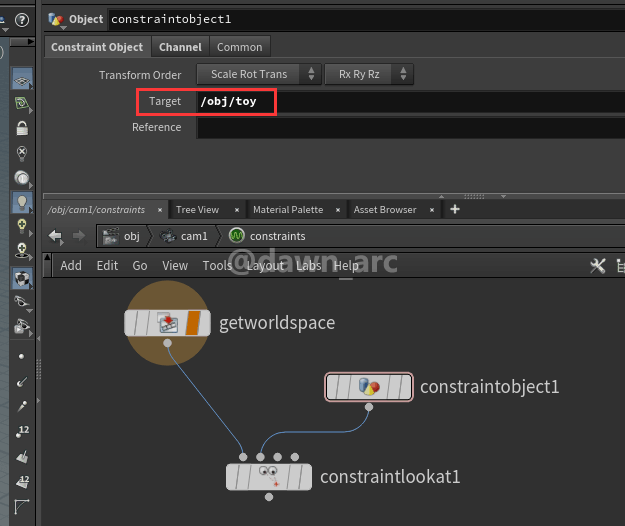 Object constraintobject1
Constraint Object Channel Common
Transform Order Scale Rot Trans Rx Ry Rz
Target /obj/toy
Reference
/obj/cam1/constraints × Tree View × Material Palette × Asset Browser × +
obj cam1 constraints
Add Edit Go View Tools Layout Labs Help
@dawn_arc
getworldspace
constraintobject1
constraintlookat1
12
12